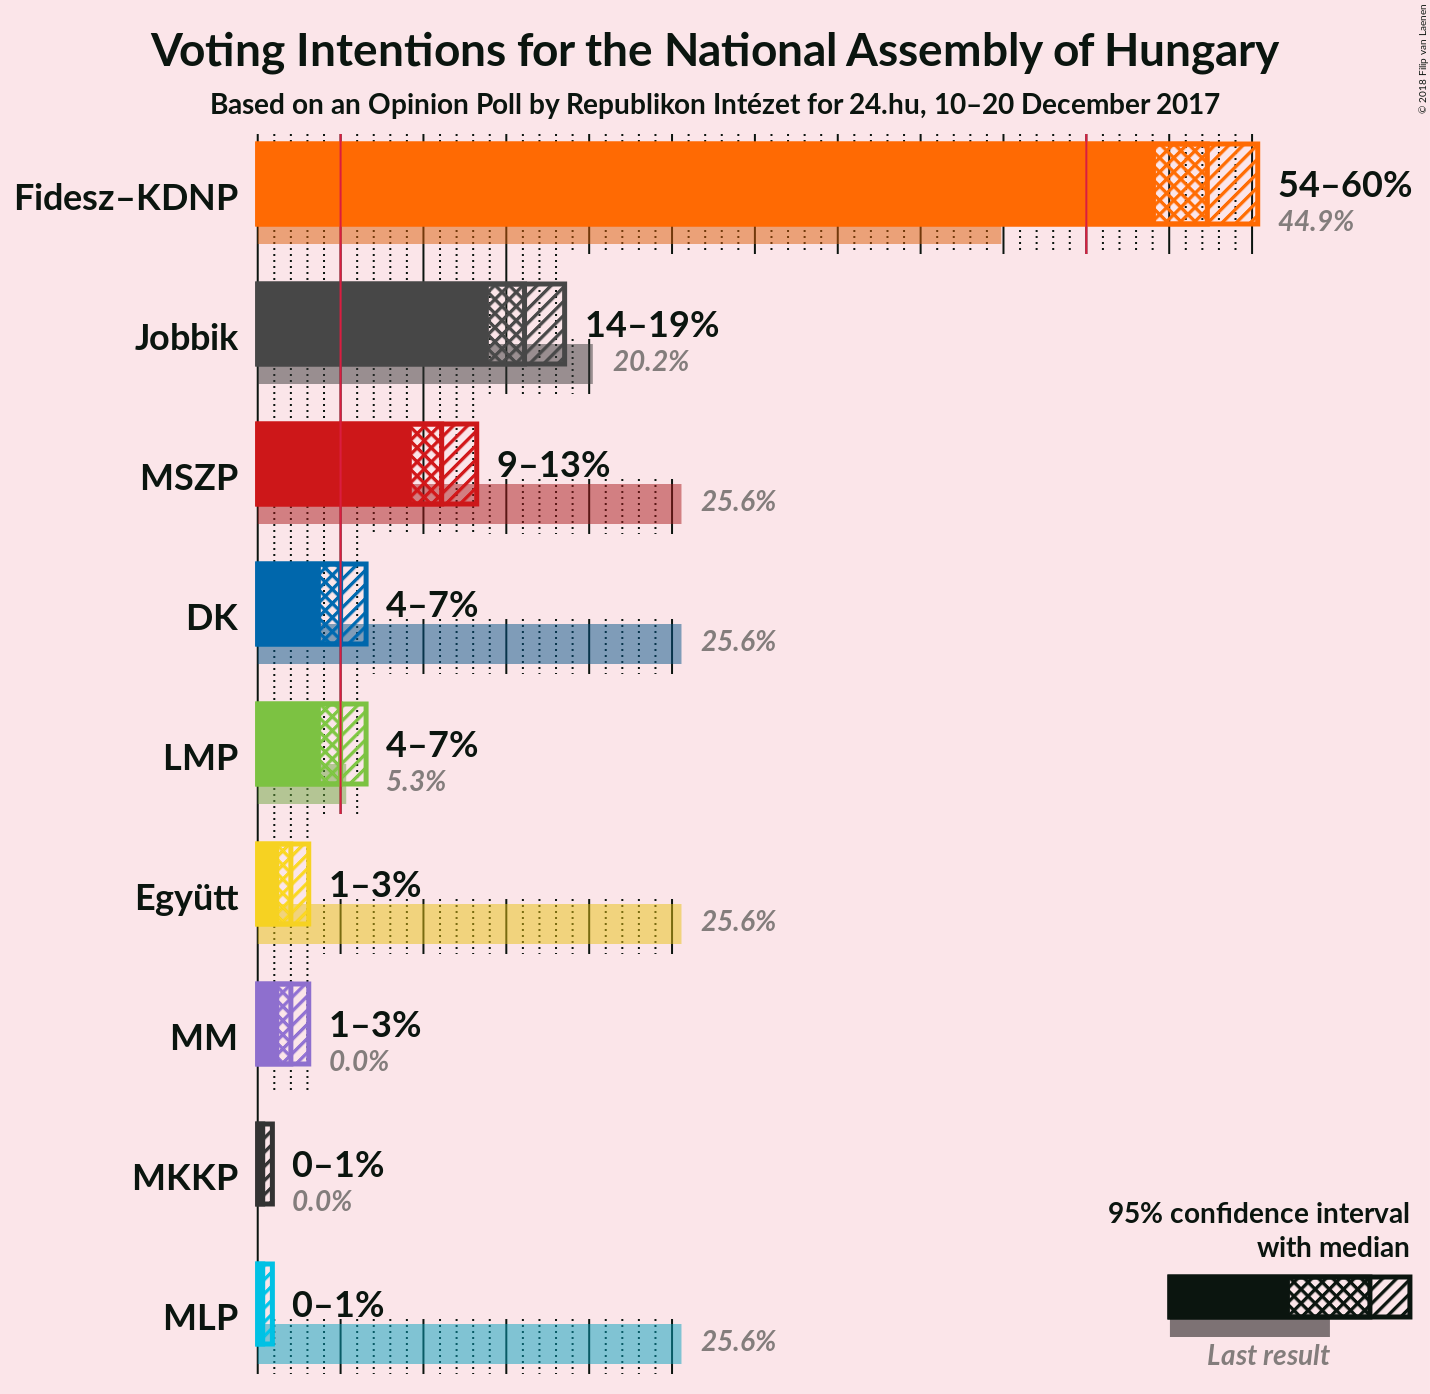 Voting Intentions for the National Assembly of Hungary
Based on an Opinion Poll by Republikon Intézet for 24.hu, 10–20 December 2017
© 2018 Filip van Laenen
Fidesz–KDNP
54–60%
44.9%
Jobbik
14–19%
20.2%
MSZP
9–13%
25.6%
DK
4–7%
25.6%
LMP
4–7%
5.3%
Együtt
1–3%
25.6%
MM
1–3%
0.0%
MKKP
0–1%
0.0%
MLP
0–1%
25.6%
95% confidence interval
with median
Last result